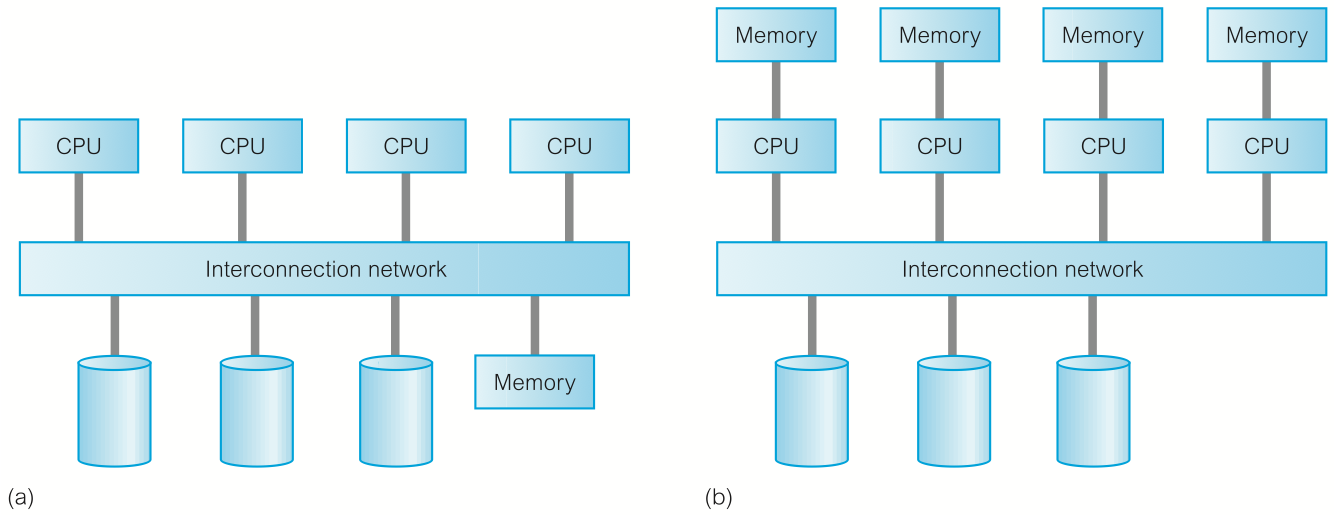 CPU CPU CPU CPU
Interconnection network
Memory
(a)
Memory Memory Memory Memory
CPU CPU CPU CPU
Interconnection network
(b)